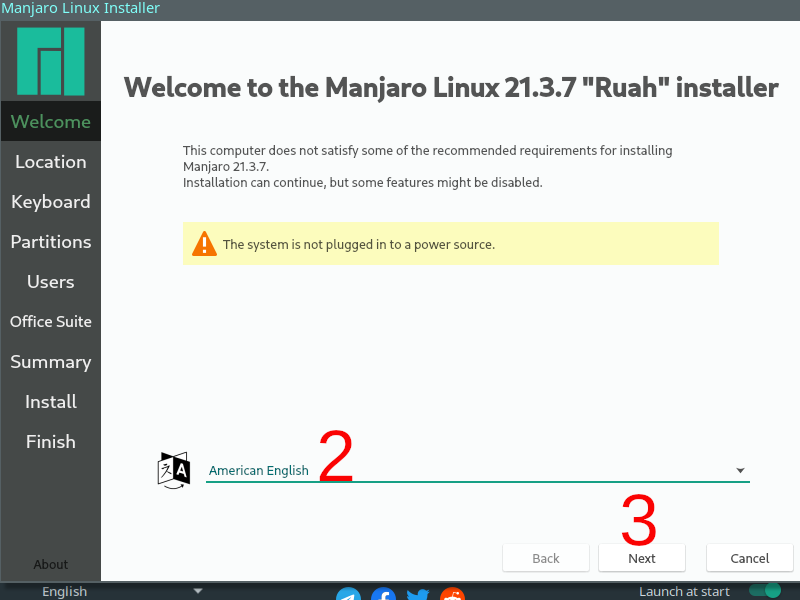 Manjaro Linux Installer
Welcome to the Manjaro Linux 21.3.7 "Ruah" installer
Welcome
Location
Keyboard
Partitions
Users
Office Suite
Summary
Install
Finish
About
This computer does not satisfy some of the recommended requirements for installing
Manjaro 21.3.7.
Installation can continue, but some features might be disabled.
The system is not plugged in to a power source.
A
American English
2
3
Back
Next
Cancel
English
Launch at start